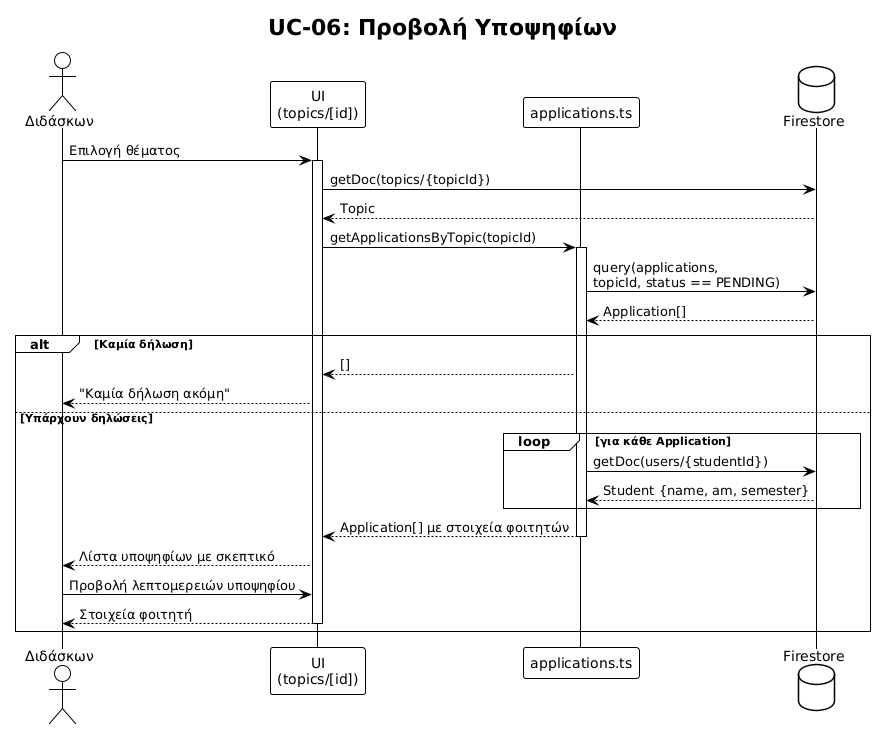 UC-06: Προβολή Υποψηφίων
Διδάσκων
UI
(topics/[id])
applications.ts
Firestore
Επιλογή θέματος
getDoc(topics/{topicId})
Topic
getApplicationsByTopic(topicId)
query(applications,
topicId, status == PENDING)
Application[]
alt
[Καμία δήλωση]
[]
"Καμία δήλωση ακόμη"
[Υπάρχουν δηλώσεις]
loop
[για κάθε Application]
getDoc(users/{studentId})
Student {name, am, semester}
Application[] με στοιχεία φοιτητών
Λίστα υποψηφίων με σκεπτικό
Προβολή λεπτομερειών υποψηφίου
Στοιχεία φοιτητή
Διδάσκων
UI
(topics/[id])
applications.ts
Firestore